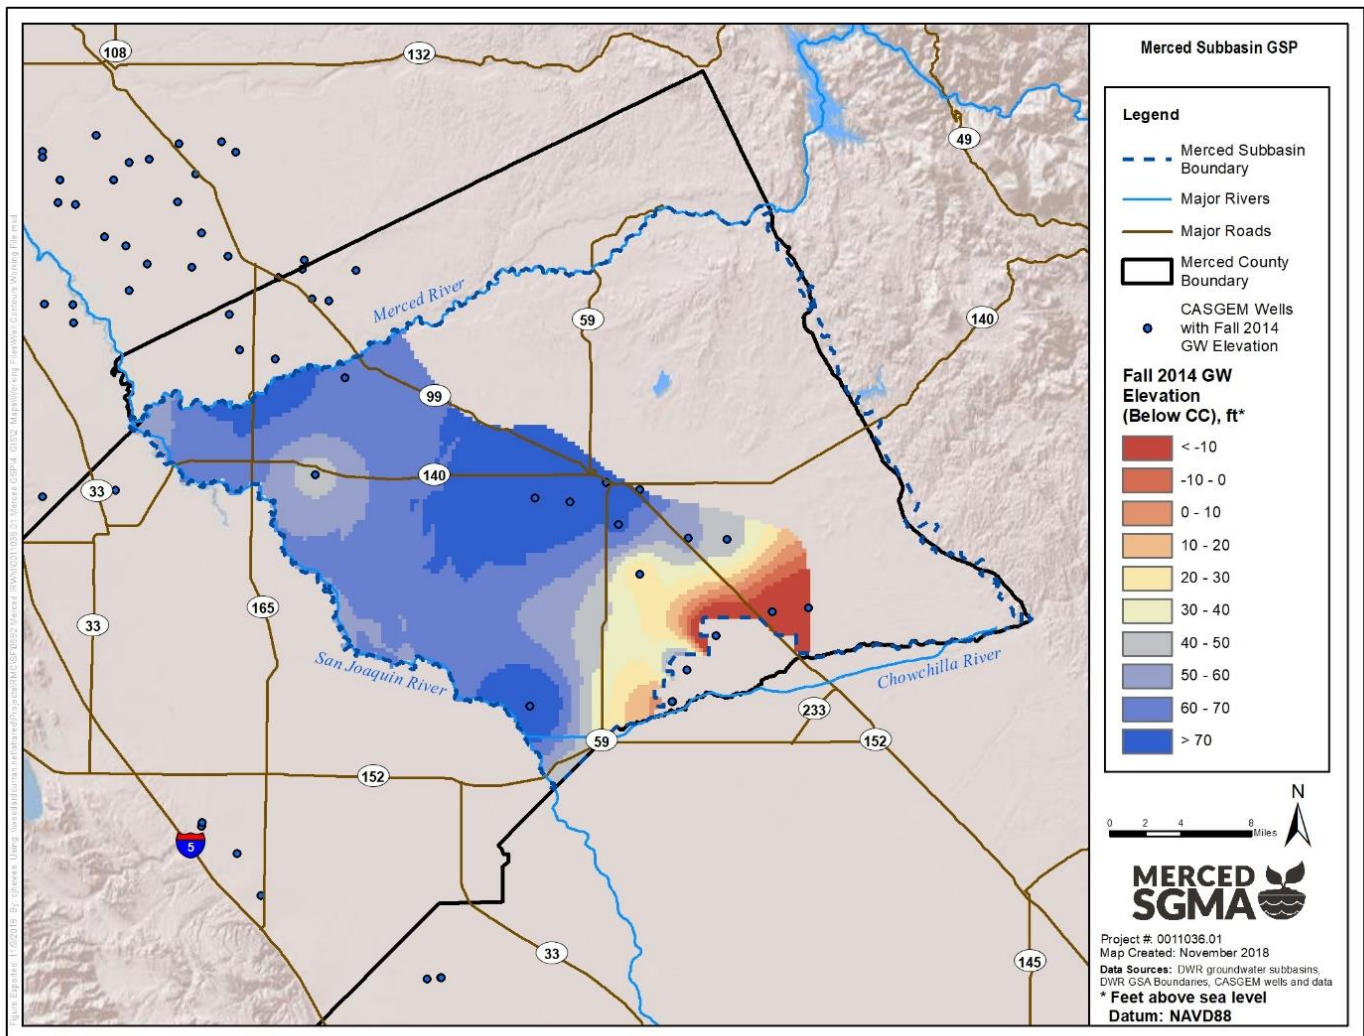 Merced Subbasin GSP
Legend
Merced Subbasin
Boundary
Major Rivers
Major Roads
Merced County
Boundary
CASGEM Wells
with Fall 2014
GW Elevation
Fall 2014 GW
Elevation
(Below CC), ft*
< -10
-10 - 0
0 - 10
10 - 20
20 - 30
30 - 40
40 - 50
50 - 60
60 - 70
> 70
N
0 2 4 8
Miles
MERCED
SGMA
Project #: 0011036.01
Map Created: November 2018
Data Sources: DWR groundwater subbasins,
DWR GSA Boundaries, CASGEM wells and data
* Feet above sea level
Datum: NAVD88
108
132
49
Merced River
59
140
99
140
33
165
33
San Joaquin River
Chowchilla River
233
59
152
152
5
33
145